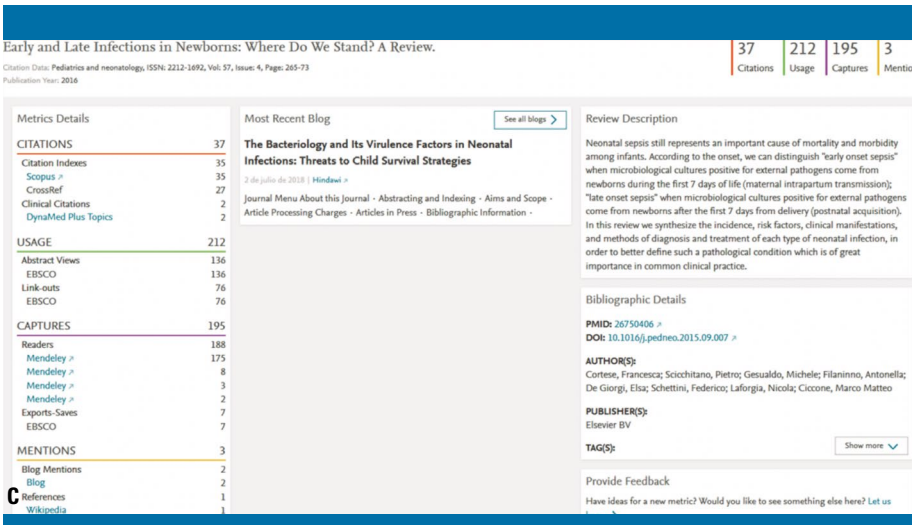 Early and Late Infections in Newborns: Where Do We Stand? A Review.
Citation Data: Pediatrics and neonatology, ISSN: 2212-1692, Vol: 57, Issue: 4, Page: 265-73
Publication Year: 2016
37
Citations
212
Usage
195
Captures
3
Mentio
Metrics Details
CITATIONS 37
Citation Indexes 35
Scopus 35
CrossRef 27
Clinical Citations 2
DynaMed Plus Topics 2
USAGE 212
Abstract Views 136
EBSCO 136
Link-outs 76
EBSCO 76
CAPTURES 195
Readers 188
Mendeley 175
Mendeley 8
Mendeley 3
Mendeley 2
Exports-Saves 7
EBSCO 7
MENTIONS 3
Blog Mentions 2
Blog 2
References 1
Wikipedia 1
C
Most Recent Blog
See all blogs
The Bacteriology and Its Virulence Factors in Neonatal
Infections: Threats to Child Survival Strategies
2 de julio de 2018 | Hindawi
Journal Menu About this Journal · Abstracting and Indexing · Aims and Scope ·
Article Processing Charges · Articles in Press · Bibliographic Information ·
Review Description
Neonatal sepsis still represents an important cause of mortality and morbidity
among infants. According to the onset, we can distinguish "early onset sepsis"
when microbiological cultures positive for external pathogens come from
newborns during the first 7 days of life (maternal intrapartum transmission);
"late onset sepsis" when microbiological cultures positive for external pathogens
come from newborns after the first 7 days from delivery (postnatal acquisition).
In this review we synthesize the incidence, risk factors, clinical manifestations,
and methods of diagnosis and treatment of each type of neonatal infection, in
order to better define such a pathological condition which is of great
importance in common clinical practice.
Bibliographic Details
PMID: 26750406
DOI: 10.1016/j.pedneo.2015.09.007
AUTHOR(S):
Cortese, Francesca; Scicchitano, Pietro; Gesualdo, Michele; Filaninno, Antonella;
De Giorgi, Elsa; Schettini, Federico; Laforgia, Nicola; Ciccone, Marco Matteo
PUBLISHER(S):
Elsevier BV
TAG(S):
Show more
Provide Feedback
Have ideas for a new metric? Would you like to see something else here? Let us